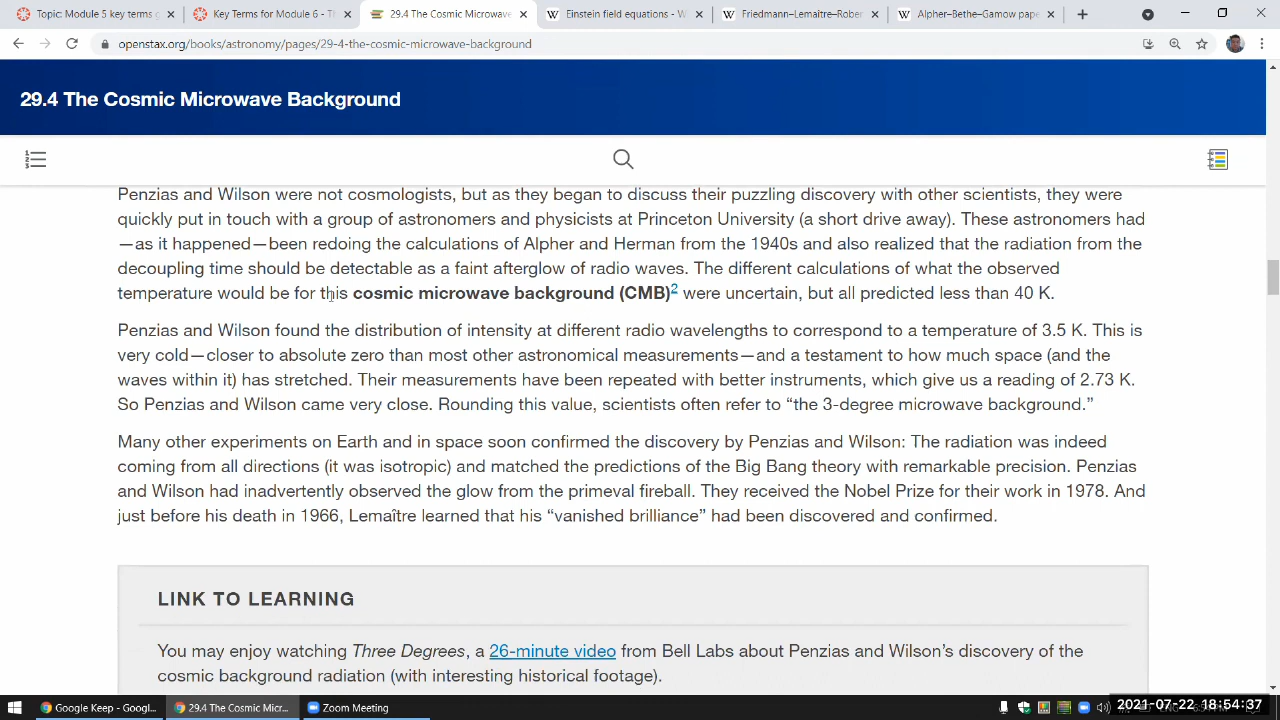 Topic: Module 5 key terms g
Key Terms for Module 6 - Th
29.4 The Cosmic Microwave
Einstein field equations - W
Friedmann–Lemaître–Rober
Alpher–Bethe–Gamow pape
openstax.org/books/astronomy/pages/29-4-the-cosmic-microwave-background
29.4 The Cosmic Microwave Background
Penzias and Wilson were not cosmologists, but as they began to discuss their puzzling discovery with other scientists, they were
quickly put in touch with a group of astronomers and physicists at Princeton University (a short drive away). These astronomers had
—as it happened—been redoing the calculations of Alpher and Herman from the 1940s and also realized that the radiation from the
decoupling time should be detectable as a faint afterglow of radio waves. The different calculations of what the observed
temperature would be for this cosmic microwave background (CMB)2 were uncertain, but all predicted less than 40 K.
Penzias and Wilson found the distribution of intensity at different radio wavelengths to correspond to a temperature of 3.5 K. This is
very cold—closer to absolute zero than most other astronomical measurements—and a testament to how much space (and the
waves within it) has stretched. Their measurements have been repeated with better instruments, which give us a reading of 2.73 K.
So Penzias and Wilson came very close. Rounding this value, scientists often refer to “the 3-degree microwave background.”
Many other experiments on Earth and in space soon confirmed the discovery by Penzias and Wilson: The radiation was indeed
coming from all directions (it was isotropic) and matched the predictions of the Big Bang theory with remarkable precision. Penzias
and Wilson had inadvertently observed the glow from the primeval fireball. They received the Nobel Prize for their work in 1978. And
just before his death in 1966, Lemaître learned that his “vanished brilliance” had been discovered and confirmed.
LINK TO LEARNING
You may enjoy watching Three Degrees, a 26-minute video from Bell Labs about Penzias and Wilson’s discovery of the
cosmic background radiation (with interesting historical footage).
Google Keep - Googl...
29.4 The Cosmic Micr...
Zoom Meeting
2021-07-22 18:54:37